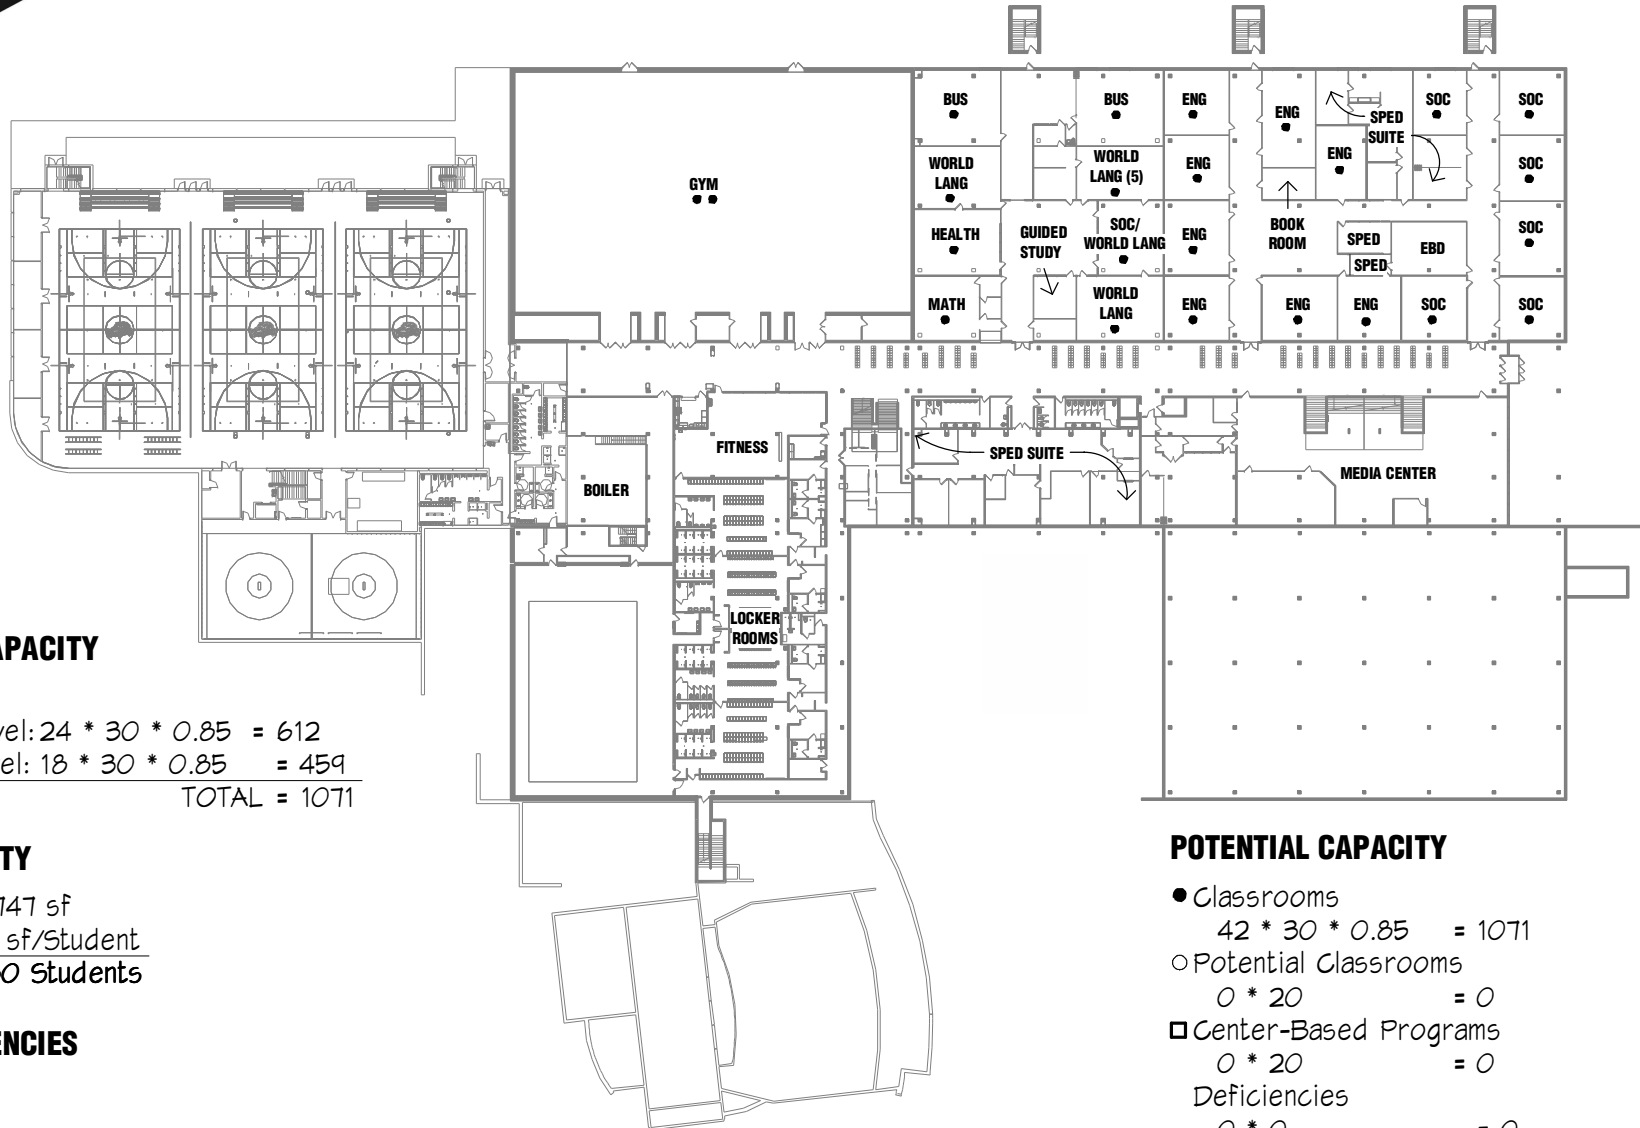 BUS
BUS
ENG
ENG
SPED
SUITE
SOC
SOC
WORLD
LANG
WORLD
LANG (5)
ENG
ENG
SOC
GYM
HEALTH
GUIDED
STUDY
SOC/
WORLD LANG
ENG
BOOK
ROOM
SPED
SPED
EBD
SOC
MATH
WORLD
LANG
ENG
ENG
ENG
SOC
SOC
FITNESS
BOILER
SPED SUITE
MEDIA CENTER
LOCKER
ROOMS
APACITY
vel: 24 * 30 * 0.85 = 612
el: 18 * 30 * 0.85 = 459
TOTAL = 1071
TY
747 sf
sf/Student
0 Students
ENCIES
POTENTIAL CAPACITY
Classrooms
42 * 30 * 0.85 = 1071
Potential Classrooms
0 * 20 = 0
Center-Based Programs
0 * 20 = 0
Deficiencies
0 * 0 = 0